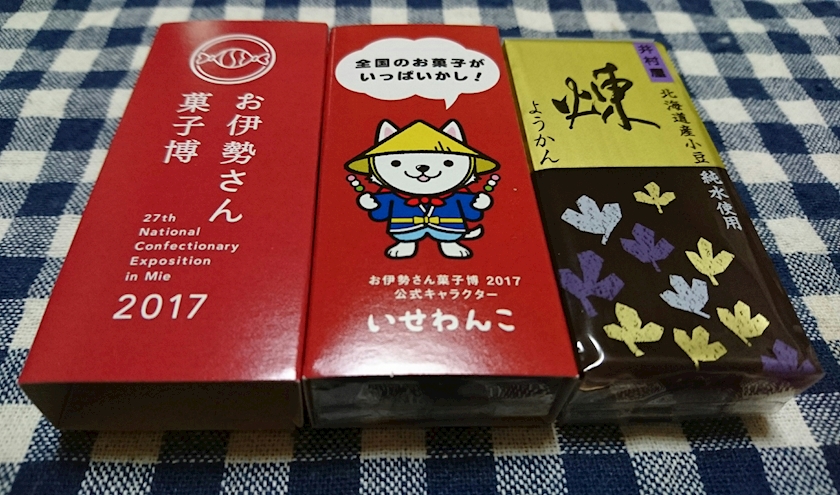 お伊勢さん
菓子博
27th
National
Confectionary
Exposition
in Mie
2017
全国のお菓子が
いっぱいかし!
お伊勢さん菓子博 2017
公式キャラクター
いせわんこ
井村屋
煉
ようかん
北海道産小豆
純水使用